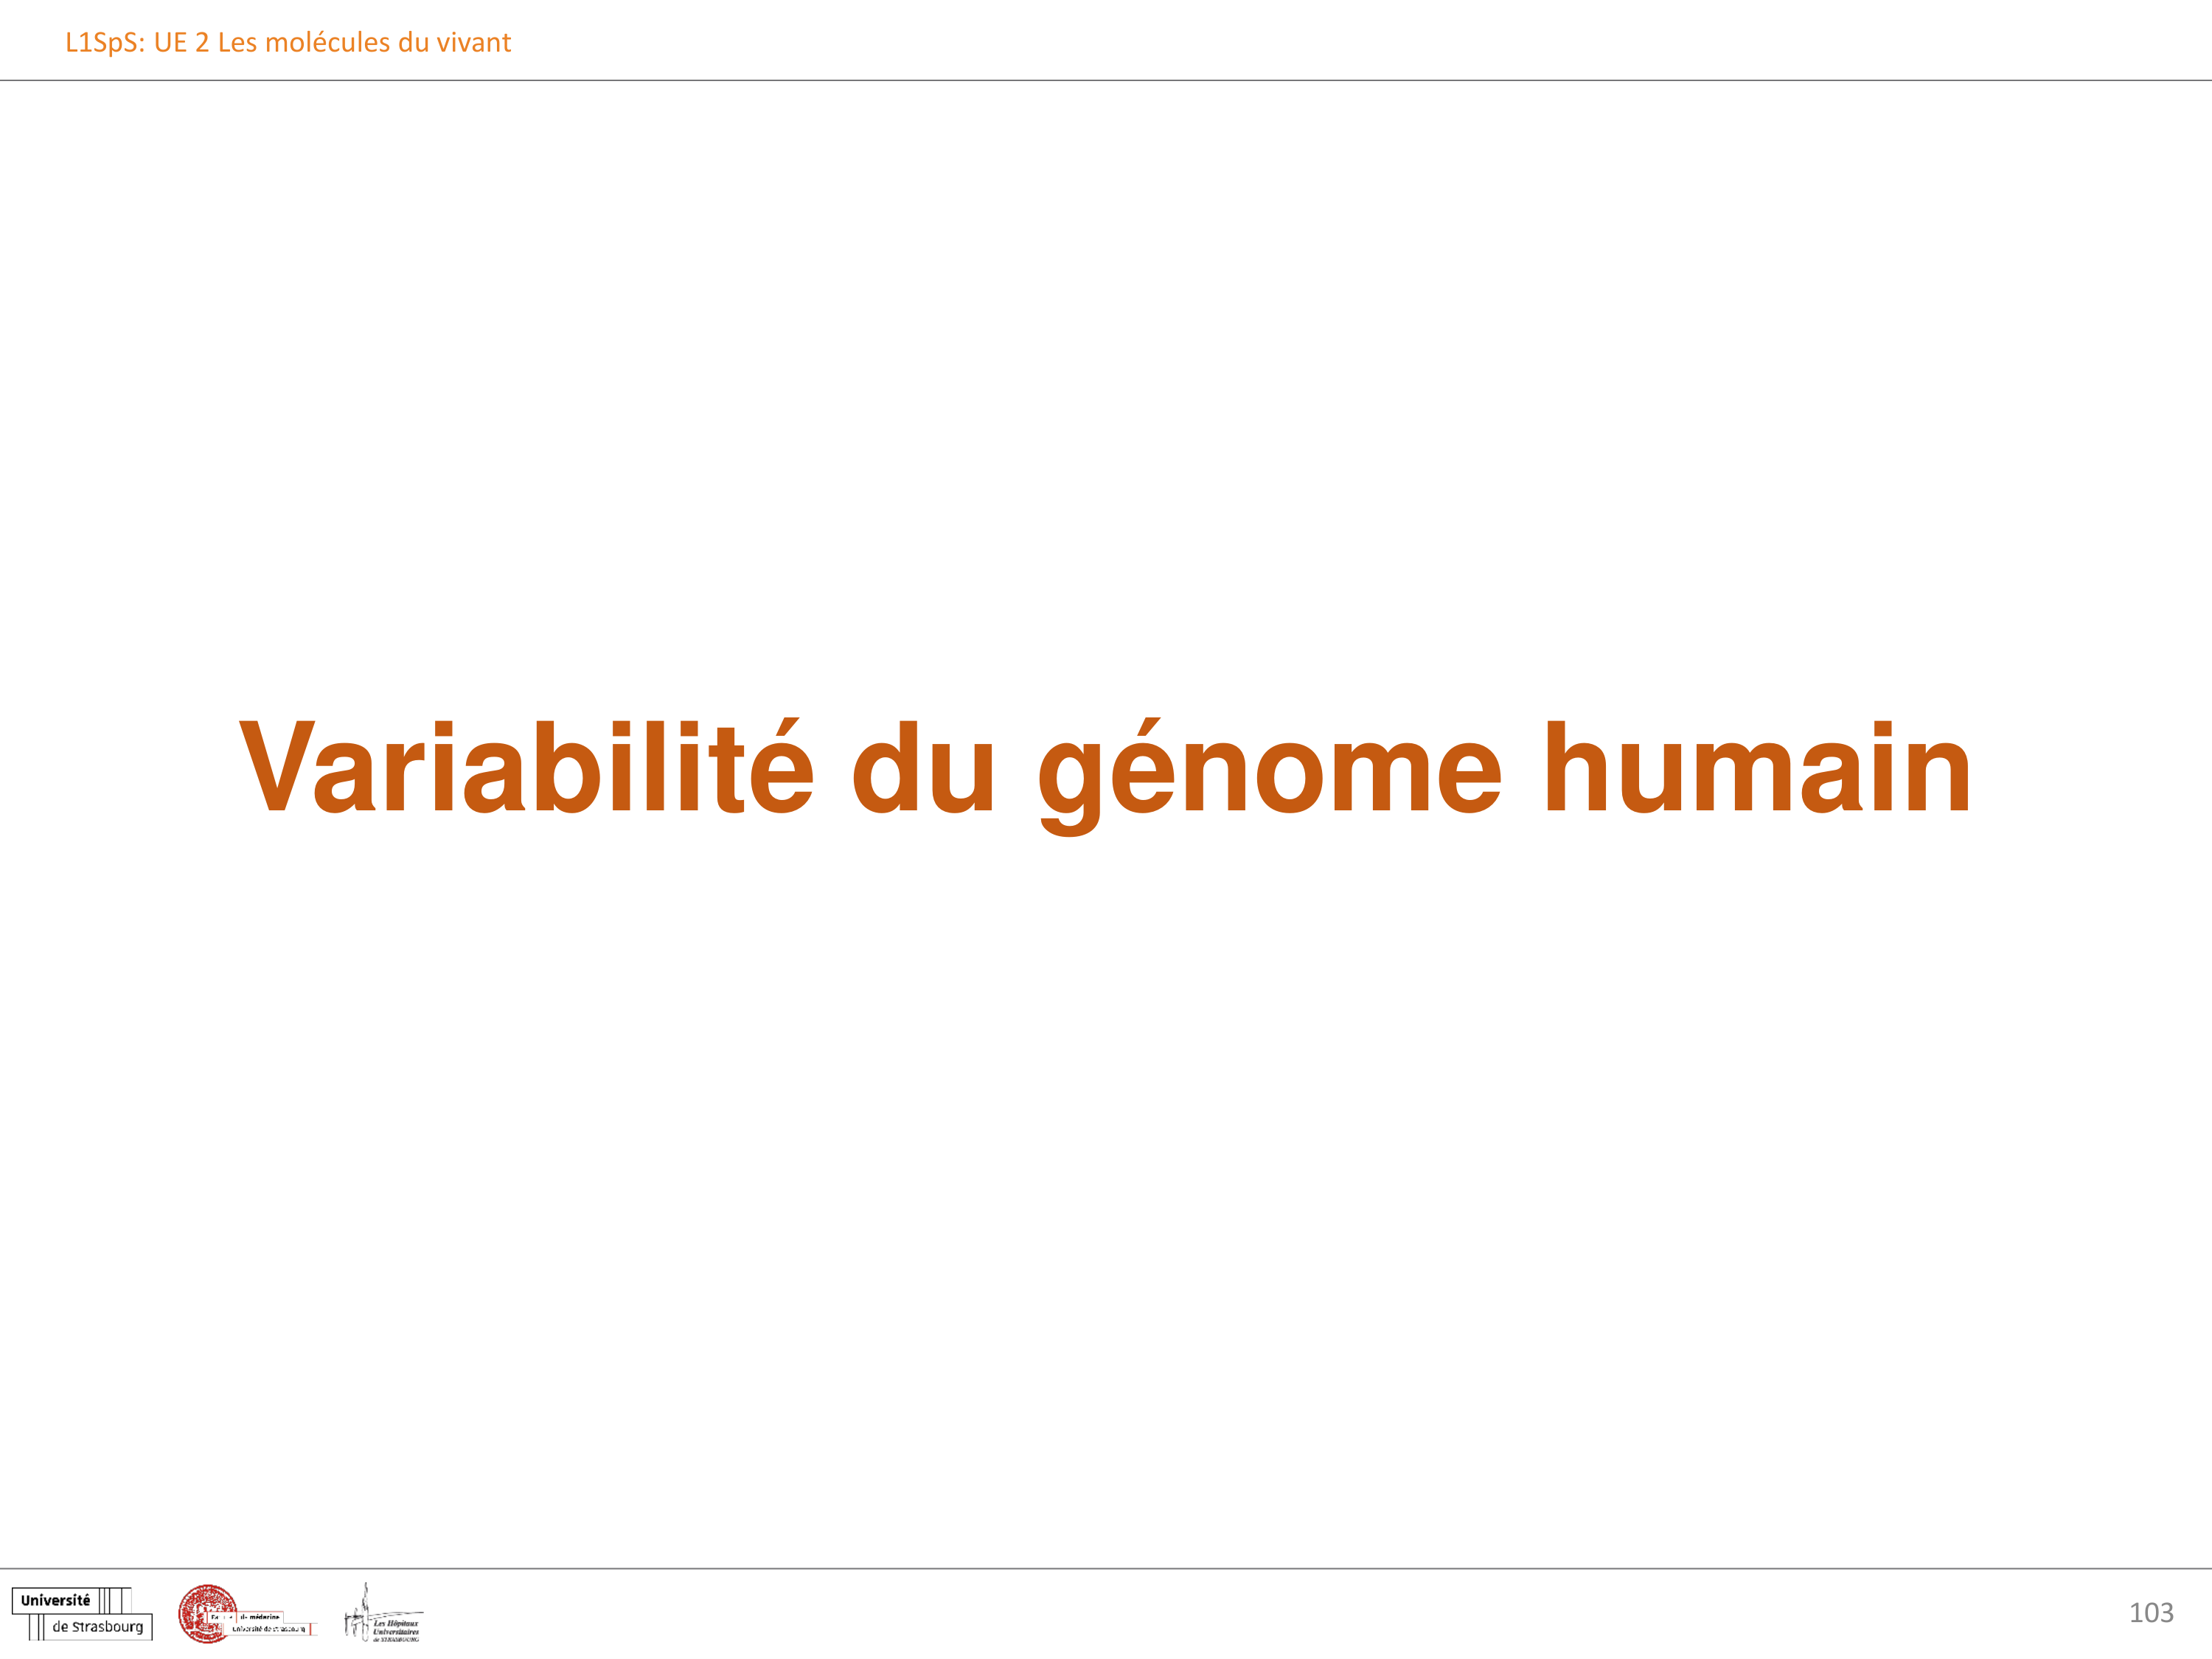 L1SpS: UE 2 Les molécules du vivant
Variabilité du génome humain
Université
de Strasbourg
de médecine
Université de Strasbourg
Les Hôpitaux
Universitaires
de STRASBOURG
103